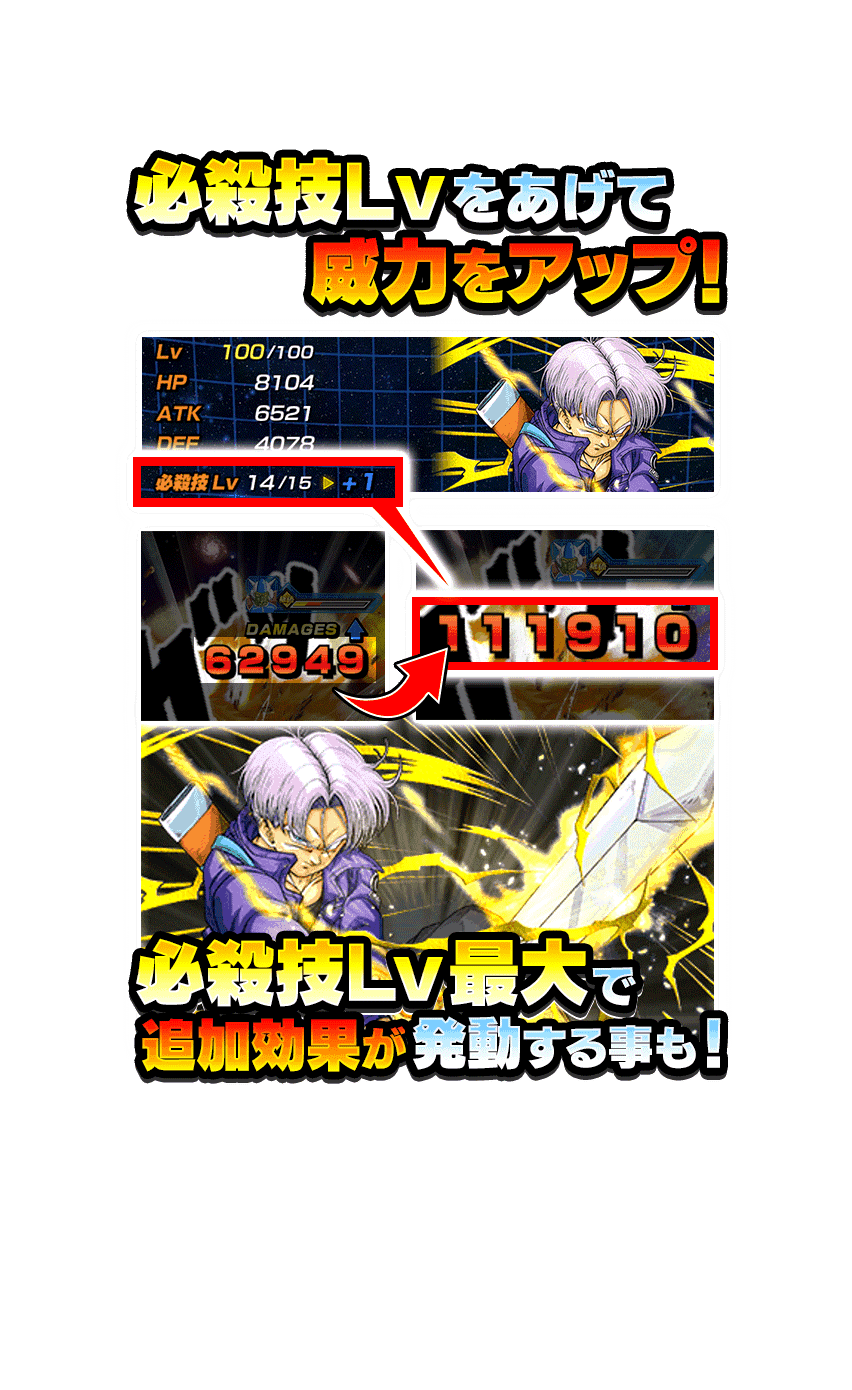 必殺技Lvをあげて
威力をアップ!
Lv 100/100
HP 8104
ATK 6521
DEF 4078
必殺技Lv 14/15 ▶ +1
DAMAGES
62949
111910
必殺技Lv最大で
追加効果が発動する事も!